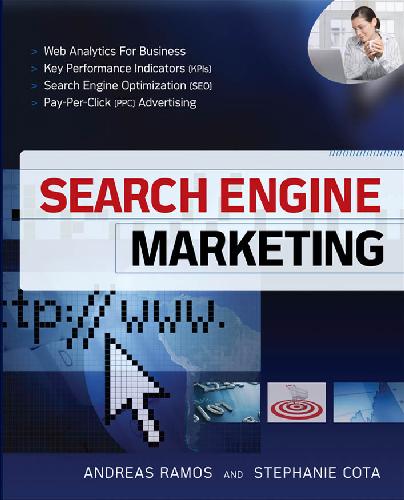 > Web Analytics For Business
> Key Performance Indicators (KPIs)
> Search Engine Optimization (SEO)
> Pay-Per-Click (PPC) Advertising
SEARCH ENGINE
MARKETING
tp://www.
ANDREAS RAMOS AND STEPHANIE COTA